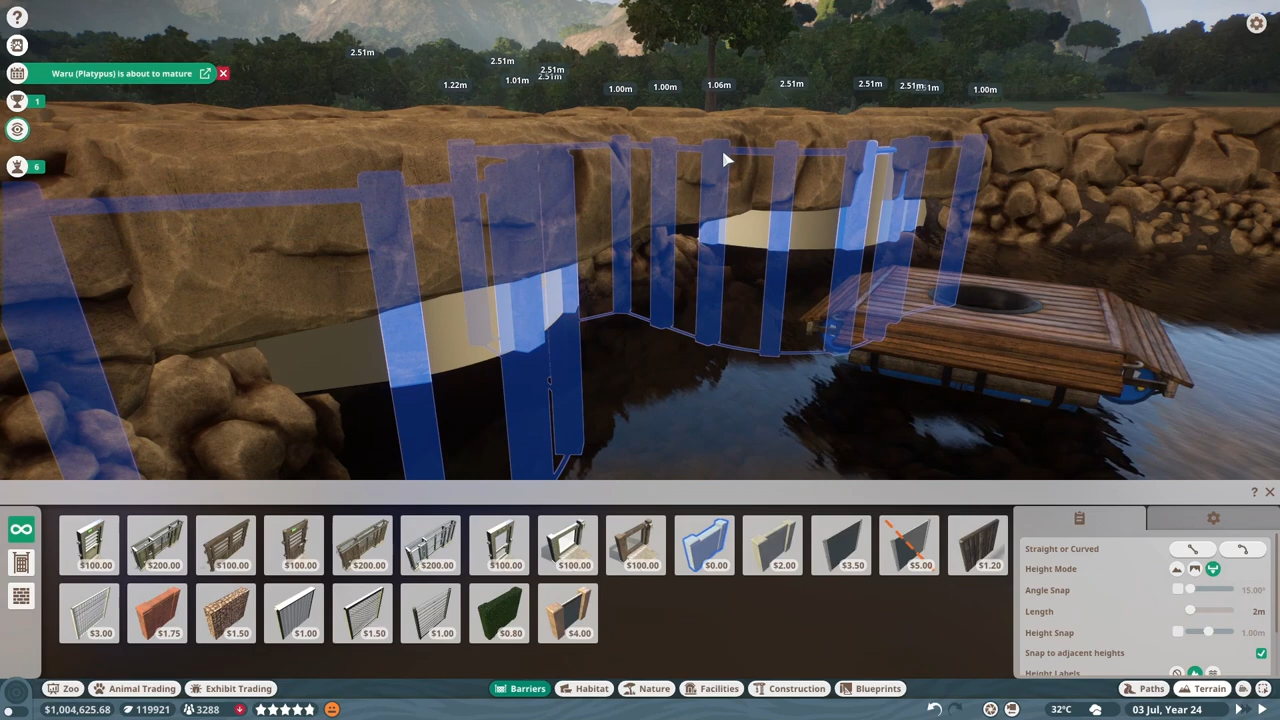 ?
Waru (Platypus) is about to mature
1
6
2.51m
1.22m
2.51m
1.01m
2.51m
2.51m
1.00m
1.00m
1.06m
2.51m
2.51m
2.51m
1.00m
?
$100.00
$200.00
$100.00
$100.00
$200.00
$200.00
$100.00
$100.00
$100.00
$0.00
$2.00
$3.50
$5.00
$1.20
$3.00
$1.75
$1.50
$1.00
$1.50
$1.00
$0.80
$4.00
Straight or Curved
Height Mode
Angle Snap 15.00°
Length 2m
Height Snap 1.00m
Snap to adjacent heights
Height Labels
Zoo Animal Trading Exhibit Trading Barriers Habitat Nature Facilities Construction Blueprints Paths Terrain
$1,004,625.68 119921 3288 32°C 03 Jul, Year 24